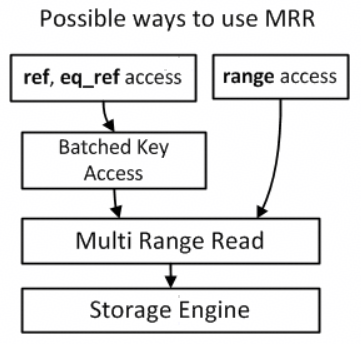 Possible ways to use MRR
ref, eq_ref access
range access
Batched Key
Access
Multi Range Read
Storage Engine